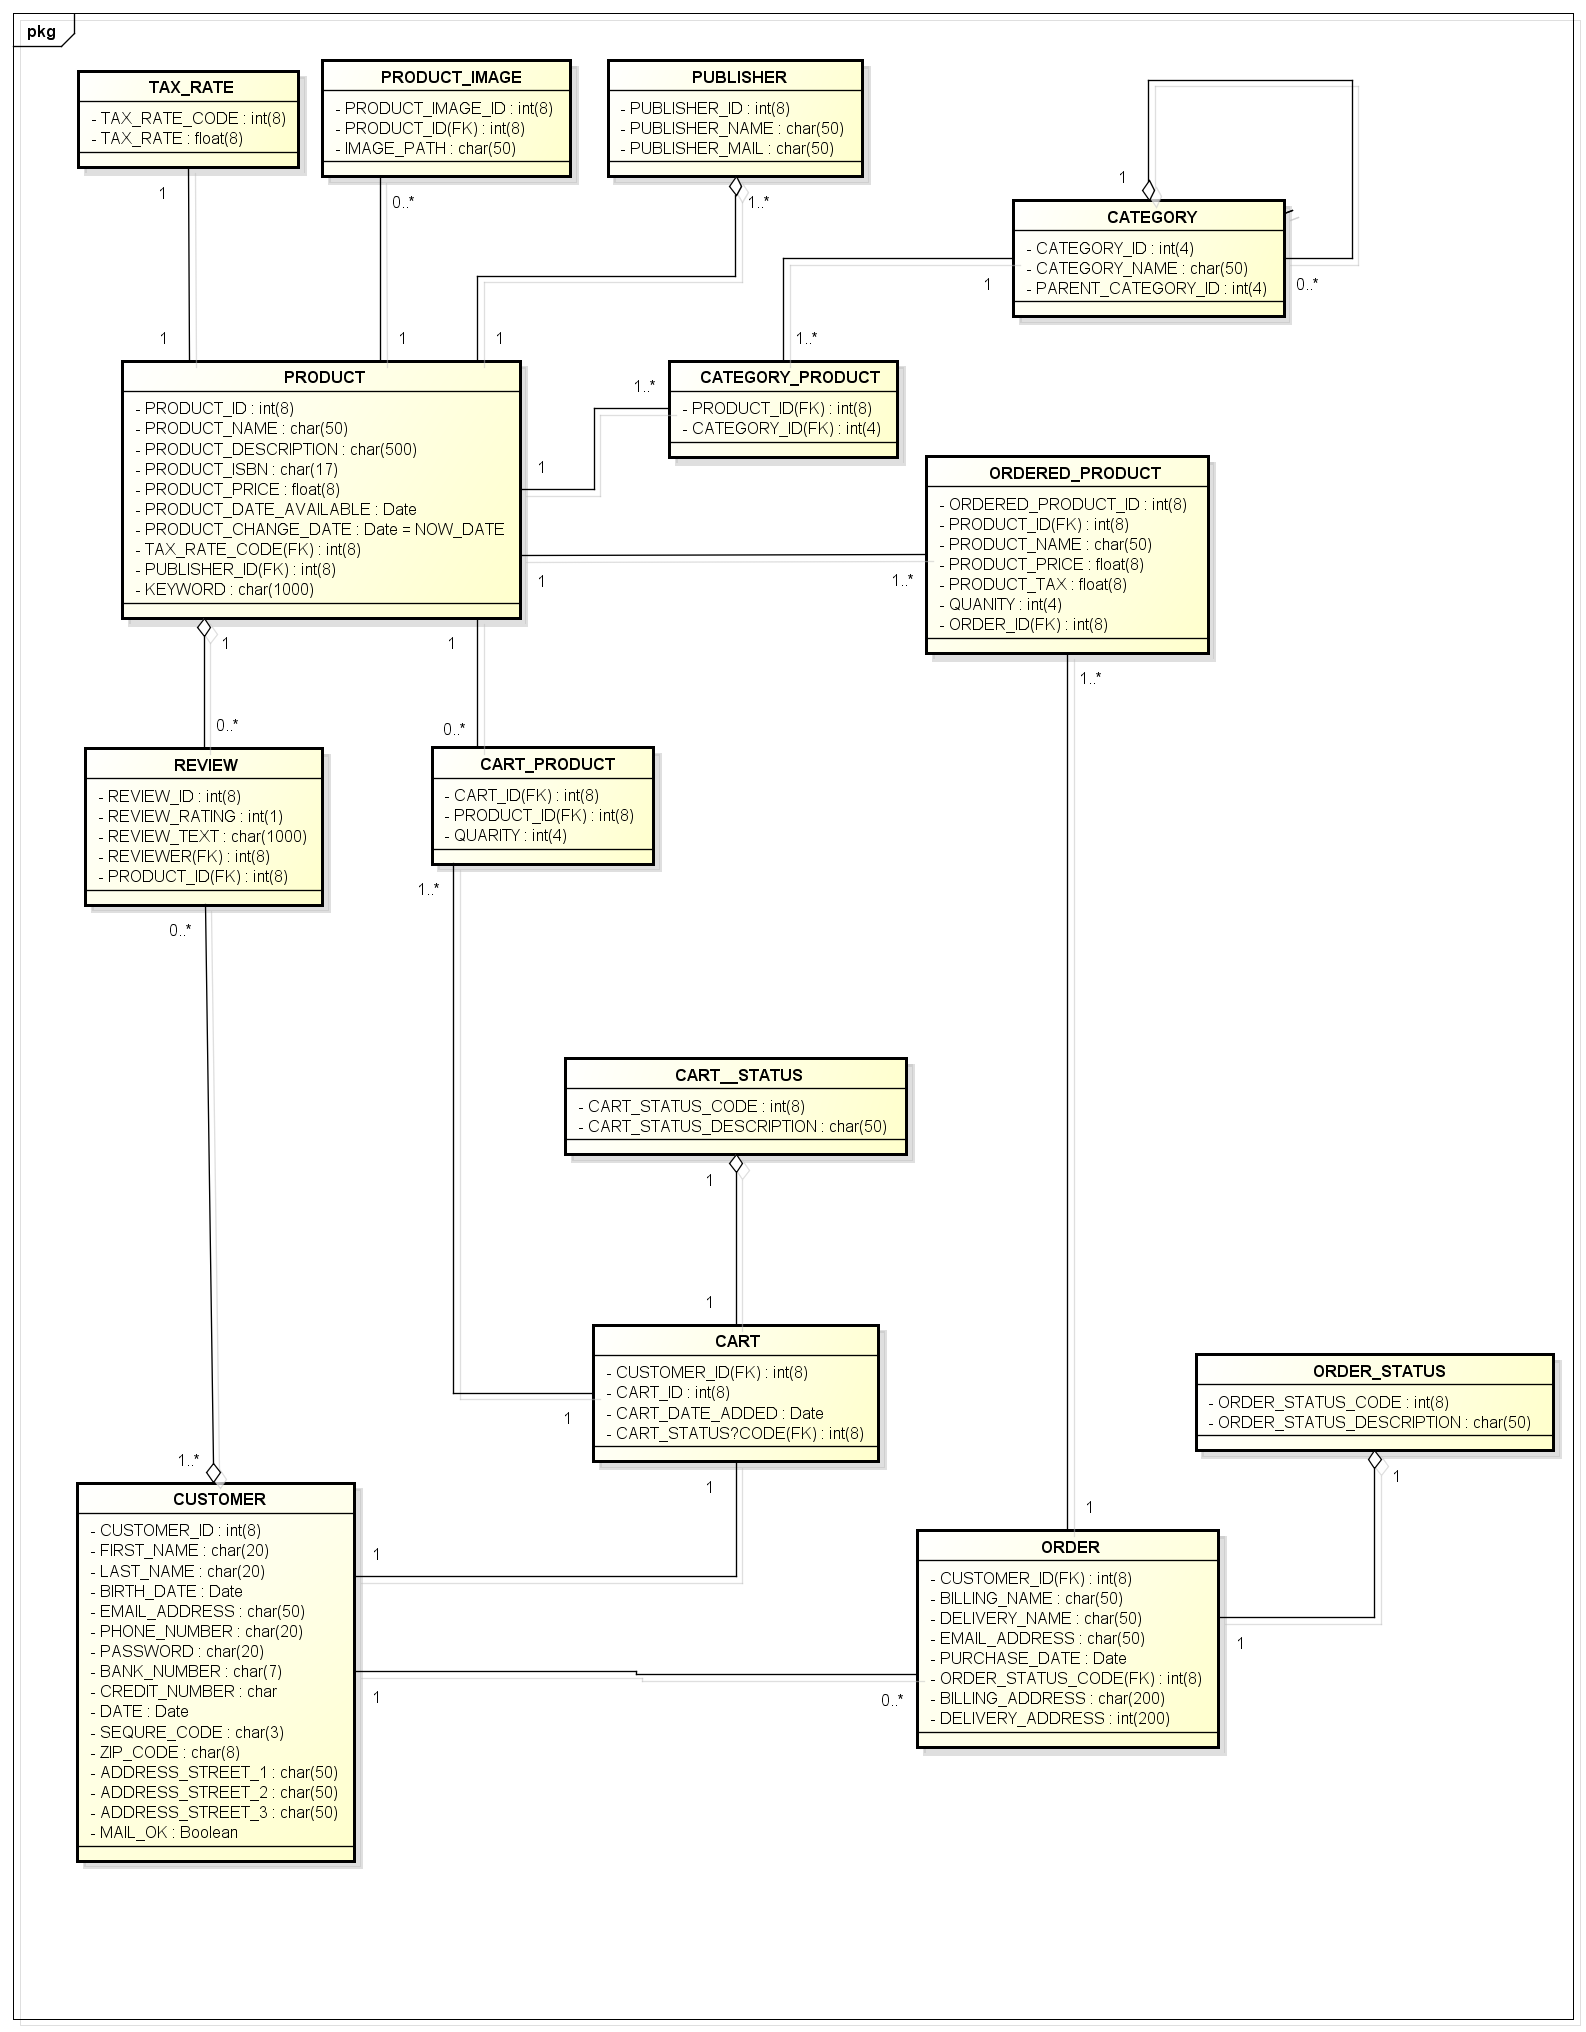 pkg
TAX_RATE
- TAX_RATE_CODE : int(8)
- TAX_RATE : float(8)
PRODUCT_IMAGE
- PRODUCT_IMAGE_ID : int(8)
- PRODUCT_ID(FK) : int(8)
- IMAGE_PATH : char(50)
PUBLISHER
- PUBLISHER_ID : int(8)
- PUBLISHER_NAME : char(50)
- PUBLISHER_MAIL : char(50)
1
0..*
1..*
1
CATEGORY
- CATEGORY_ID : int(4)
- CATEGORY_NAME : char(50)
- PARENT_CATEGORY_ID : int(4)
1
0..*
1
1
1
1..*
PRODUCT
- PRODUCT_ID : int(8)
- PRODUCT_NAME : char(50)
- PRODUCT_DESCRIPTION : char(500)
- PRODUCT_ISBN : char(17)
- PRODUCT_PRICE : float(8)
- PRODUCT_DATE_AVAILABLE : Date
- PRODUCT_CHANGE_DATE : Date = NOW_DATE
- TAX_RATE_CODE(FK) : int(8)
- PUBLISHER_ID(FK) : int(8)
- KEYWORD : char(1000)
1..*
1
CATEGORY_PRODUCT
- PRODUCT_ID(FK) : int(8)
- CATEGORY_ID(FK) : int(4)
ORDERED_PRODUCT
- ORDERED_PRODUCT_ID : int(8)
- PRODUCT_ID(FK) : int(8)
- PRODUCT_NAME : char(50)
- PRODUCT_PRICE : float(8)
- PRODUCT_TAX : float(8)
- QUANITY : int(4)
- ORDER_ID(FK) : int(8)
1
1..*
1
1
1..*
0..*
0..*
REVIEW
- REVIEW_ID : int(8)
- REVIEW_RATING : int(1)
- REVIEW_TEXT : char(1000)
- REVIEWER(FK) : int(8)
- PRODUCT_ID(FK) : int(8)
CART_PRODUCT
- CART_ID(FK) : int(8)
- PRODUCT_ID(FK) : int(8)
- QUARITY : int(4)
1..*
0..*
CART__STATUS
- CART_STATUS_CODE : int(8)
- CART_STATUS_DESCRIPTION : char(50)
1
1
CART
- CUSTOMER_ID(FK) : int(8)
- CART_ID : int(8)
- CART_DATE_ADDED : Date
- CART_STATUS?CODE(FK) : int(8)
1
ORDER_STATUS
- ORDER_STATUS_CODE : int(8)
- ORDER_STATUS_DESCRIPTION : char(50)
1..*
1
1
1
CUSTOMER
- CUSTOMER_ID : int(8)
- FIRST_NAME : char(20)
- LAST_NAME : char(20)
- BIRTH_DATE : Date
- EMAIL_ADDRESS : char(50)
- PHONE_NUMBER : char(20)
- PASSWORD : char(20)
- BANK_NUMBER : char(7)
- CREDIT_NUMBER : char
- DATE : Date
- SEQURE_CODE : char(3)
- ZIP_CODE : char(8)
- ADDRESS_STREET_1 : char(50)
- ADDRESS_STREET_2 : char(50)
- ADDRESS_STREET_3 : char(50)
- MAIL_OK : Boolean
1
1
0..*
ORDER
- CUSTOMER_ID(FK) : int(8)
- BILLING_NAME : char(50)
- DELIVERY_NAME : char(50)
- EMAIL_ADDRESS : char(50)
- PURCHASE_DATE : Date
- ORDER_STATUS_CODE(FK) : int(8)
- BILLING_ADDRESS : char(200)
- DELIVERY_ADDRESS : int(200)
1